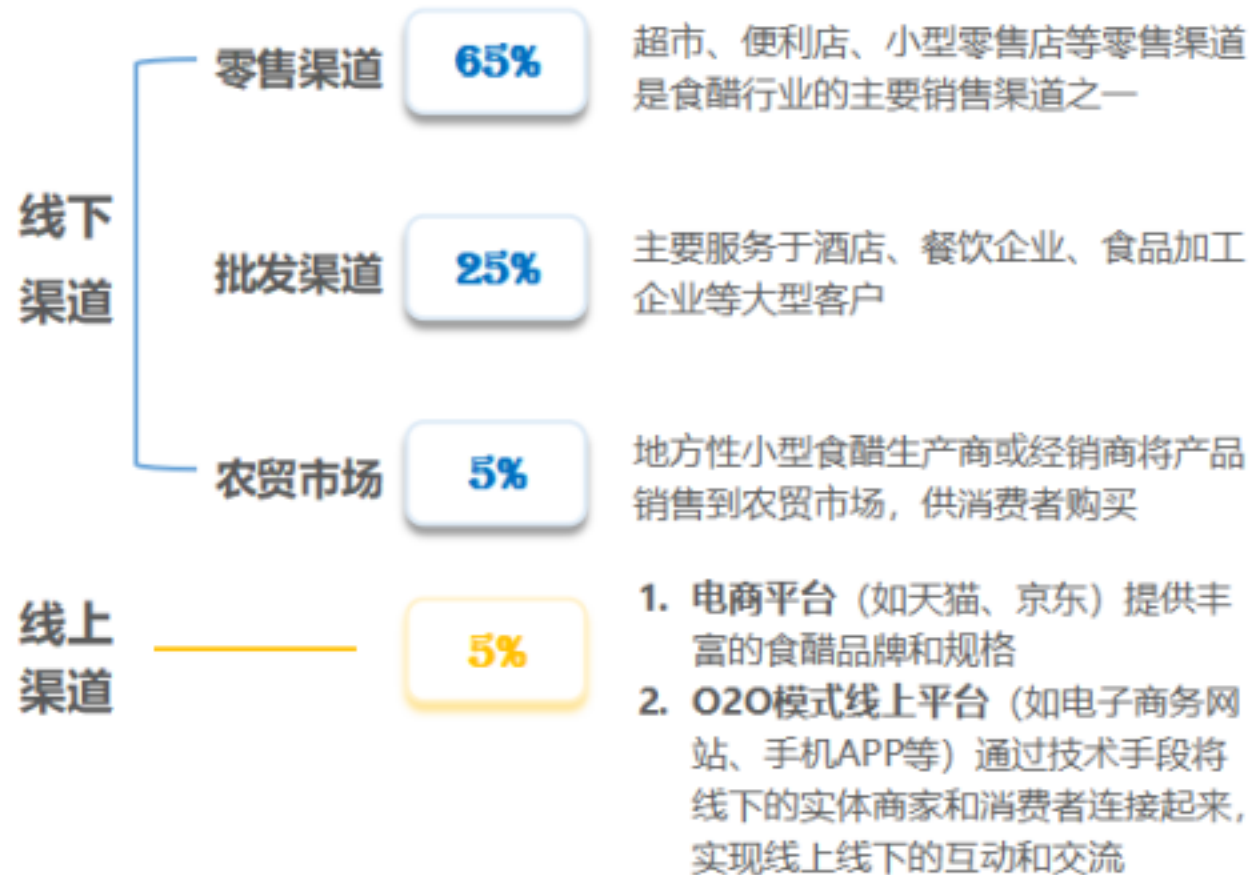 零售渠道
65%
超市、便利店、小型零售店等零售渠道
是食醋行业的主要销售渠道之一
线下
渠道
批发渠道
25%
主要服务于酒店、餐饮企业、食品加工
企业等大型客户
农贸市场
5%
地方性小型食醋生产商或经销商将产品
销售到农贸市场，供消费者购买
线上
渠道
5%
1. 电商平台（如天猫、京东）提供丰
富的食醋品牌和规格
2. O2O模式线上平台（如电子商务网
站、手机APP等）通过技术手段将
线下的实体商家和消费者连接起来，
实现线上线下的互动和交流